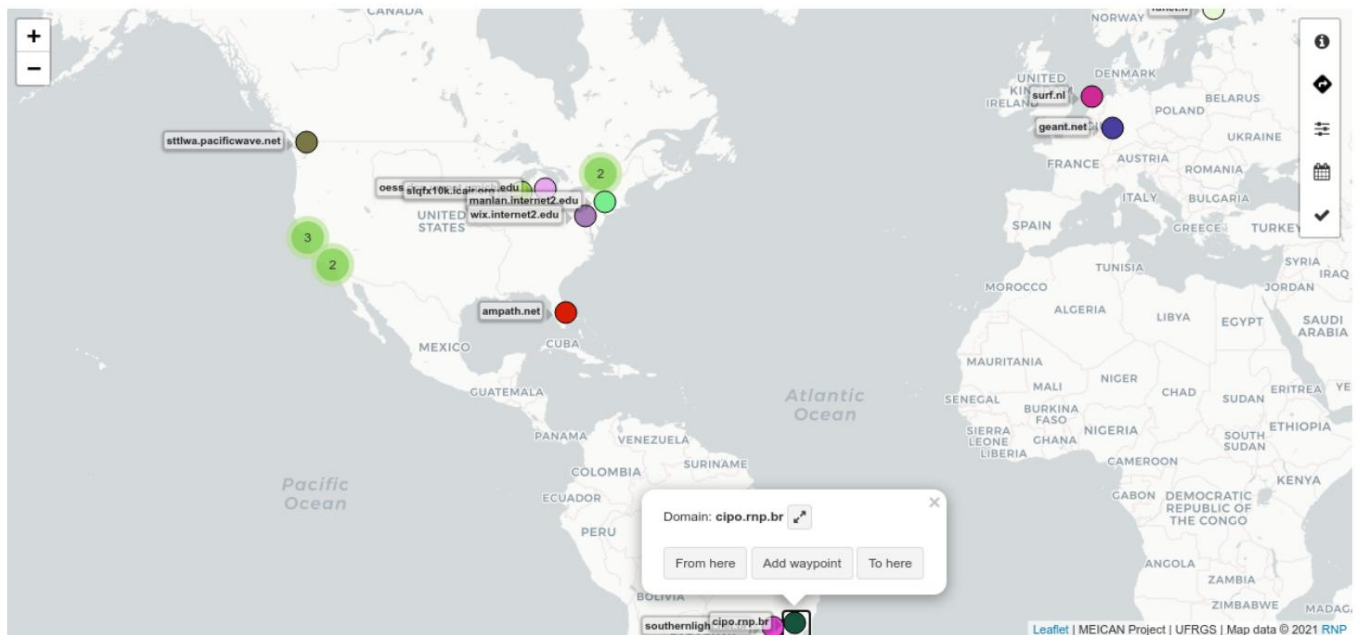 CANADA
NORWAY
+
−
UNITED
DENMARK
IRELAND
surf.nl
POLAND
BELARUS
geant.net
UKRAINE
sttlwa.pacificwave.net
FRANCE
AUSTRIA
ROMANIA
2
slqfx10k.icair.org
manlan.internet2.edu
wix.internet2.edu
UNITED
STATES
ITALY
BULGARIA
SPAIN
GREECE
TURKEY
3
2
TUNISIA
SYRIA
IRAQ
MOROCCO
JORDAN
ampath.net
ALGERIA
LIBYA
EGYPT
SAUDI
ARABIA
MEXICO
CUBA
MAURITANIA
GUATEMALA
Atlantic
Ocean
MALI
NIGER
CHAD
SUDAN
ERITREA
YE
SENEGAL
BURKINA
FASO
SIERRA
LEONE
GHANA
NIGERIA
SOUTH
SUDAN
ETHIOPIA
LIBERIA
PANAMA
VENEZUELA
CAMEROON
COLOMBIA
SURINAME
Pacific
Ocean
ECUADOR
GABON
DEMOCRATIC
REPUBLIC OF
THE CONGO
KENYA
PERU
Domain: cipo.rnp.br
×
From here
Add waypoint
To here
ANGOLA
ZAMBIA
BOLIVIA
ZIMBABWE
MADAGA
cipo.rnp.br
Leaflet | MEICAN Project | UFRGS | Map data © 2021 RNP